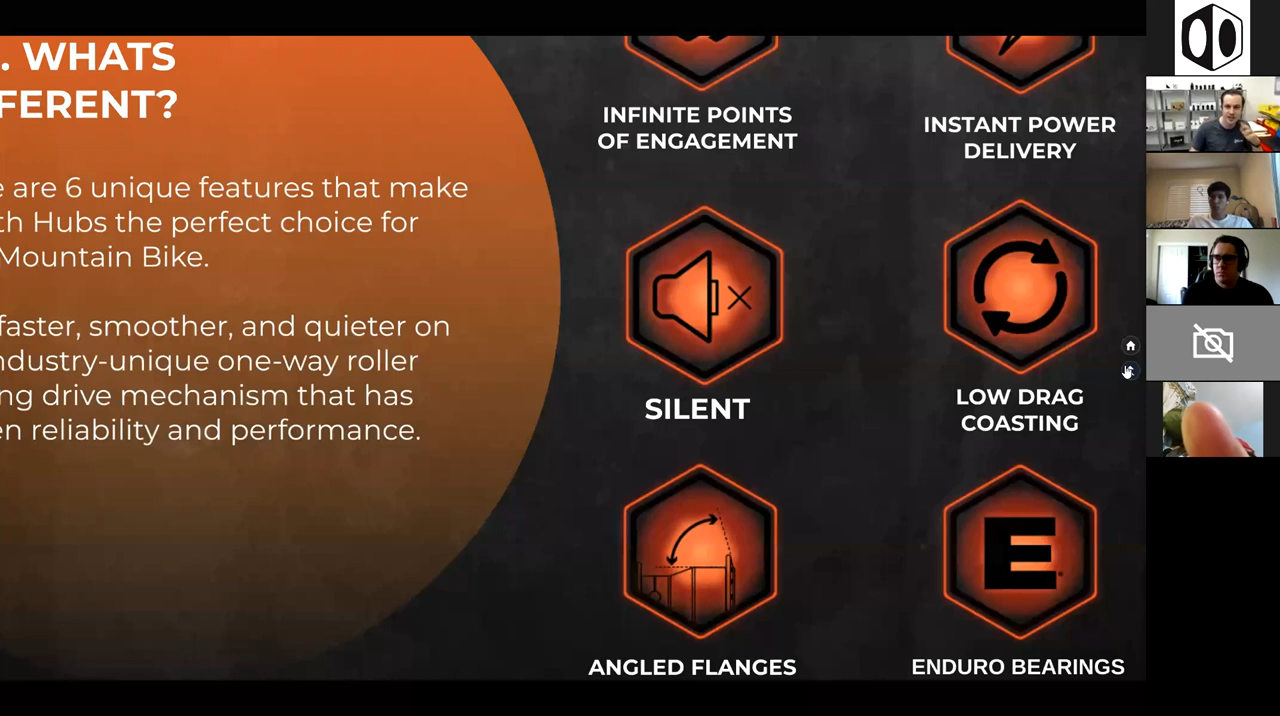 . WHATS
FERENT?
e are 6 unique features that make
th Hubs the perfect choice for
Mountain Bike.
faster, smoother, and quieter on
ndustry-unique one-way roller
ng drive mechanism that has
en reliability and performance.
INFINITE POINTS
OF ENGAGEMENT
INSTANT POWER
DELIVERY
SILENT
LOW DRAG
COASTING
ANGLED FLANGES
E
ENDURO BEARINGS